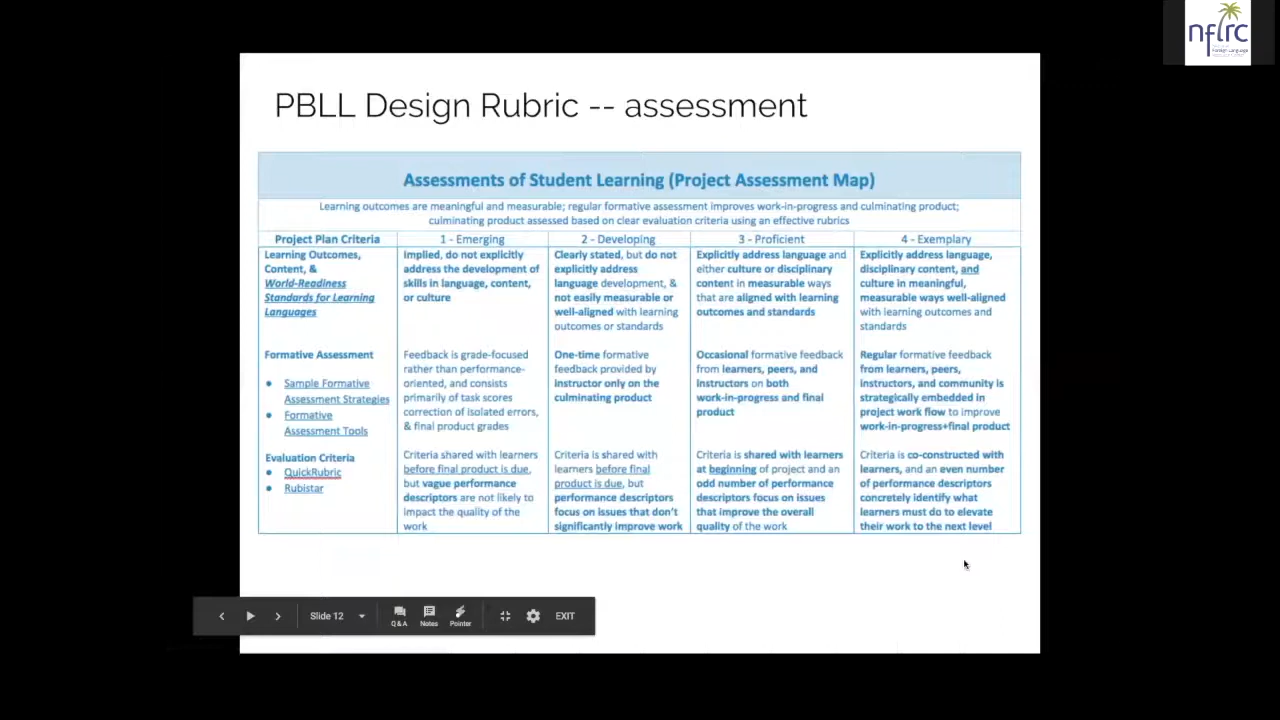 nflrc
Foreign Language
PBLL Design Rubric -- assessment
Assessments of Student Learning (Project Assessment Map)
Learning outcomes are meaningful and measurable; regular formative assessment improves work-in-progress and culminating product;
culminating product assessed based on clear evaluation criteria using an effective rubrics
Project Plan Criteria
1 - Emerging
2 - Developing
3 - Proficient
4 - Exemplary
Learning Outcomes,
Content, &
World-Readiness
Standards for Learning
Languages
Implied, do not explicitly
address the development of
skills in language, content,
or culture
Clearly stated, but do not
explicitly address
language development, &
not easily measurable or
well-aligned with learning
outcomes or standards
Explicitly address language and
either culture or disciplinary
content in measurable ways
that are aligned with learning
outcomes and standards
Explicitly address language,
disciplinary content, and
culture in meaningful,
measurable ways well-aligned
with learning outcomes and
standards
Formative Assessment
● Sample Formative
Assessment Strategies
● Formative
Assessment Tools
Feedback is grade-focused
rather than performance-
oriented, and consists
primarily of task scores
correction of isolated errors,
& final product grades
One-time formative
feedback provided by
instructor only on the
culminating product
Occasional formative feedback
from learners, peers, and
instructors on both
work-in-progress and final
product
Regular formative feedback
from learners, peers,
instructors, and community is
strategically embedded in
project work flow to improve
work-in-progress+final product
Evaluation Criteria
● QuickRubric
● Rubistar
Criteria shared with learners
before final product is due,
but vague performance
descriptors are not likely to
impact the quality of the
work
Criteria is shared with
learners before final
product is due, but
performance descriptors
focus on issues that don't
significantly improve work
Criteria is shared with learners
at beginning of project and an
odd number of performance
descriptors focus on issues
that improve the overall
quality of the work
Criteria is co-constructed with
learners, and an even number
of performance descriptors
concretely identify what
learners must do to elevate
their work to the next level
Slide 12
Q&A
Notes
Pointer
EXIT